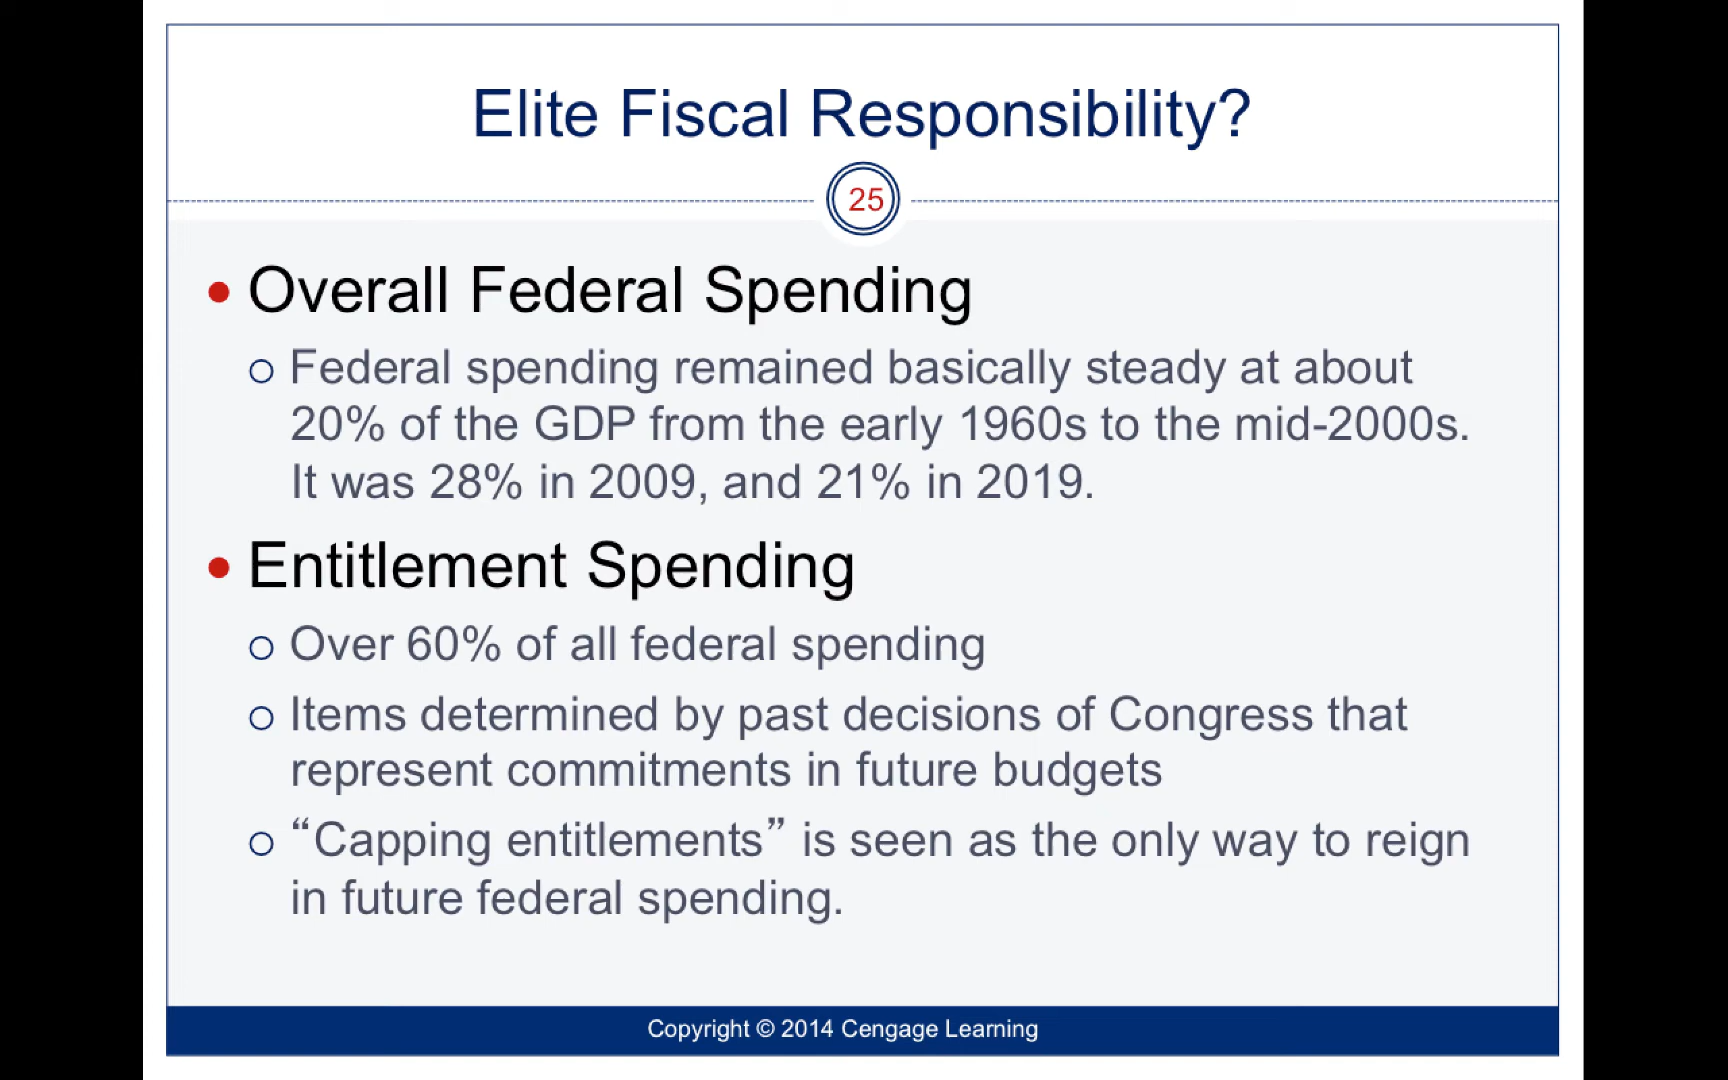 Elite Fiscal Responsibility?
25
• Overall Federal Spending
○ Federal spending remained basically steady at about
20% of the GDP from the early 1960s to the mid-2000s.
It was 28% in 2009, and 21% in 2019.
• Entitlement Spending
○ Over 60% of all federal spending
○ Items determined by past decisions of Congress that
represent commitments in future budgets
○ “Capping entitlements” is seen as the only way to reign
in future federal spending.
Copyright © 2014 Cengage Learning